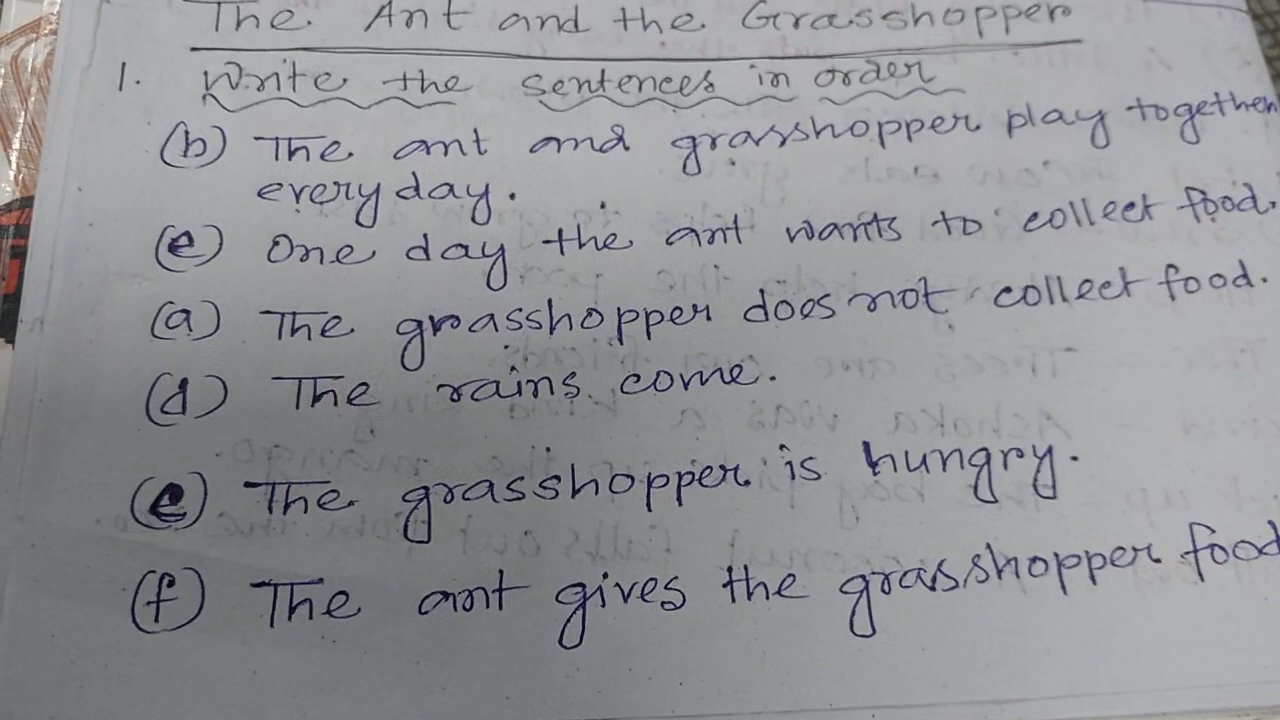 The Ant and the Grasshopper
1. Write the sentences in order
(b) The ant and grasshopper play together
every day.
(e) One day the ant wants to collect food.
(a) The grasshopper does not collect food.
(d) The rains come.
(e) The grasshopper is hungry.
(f) The ant gives the grasshopper food